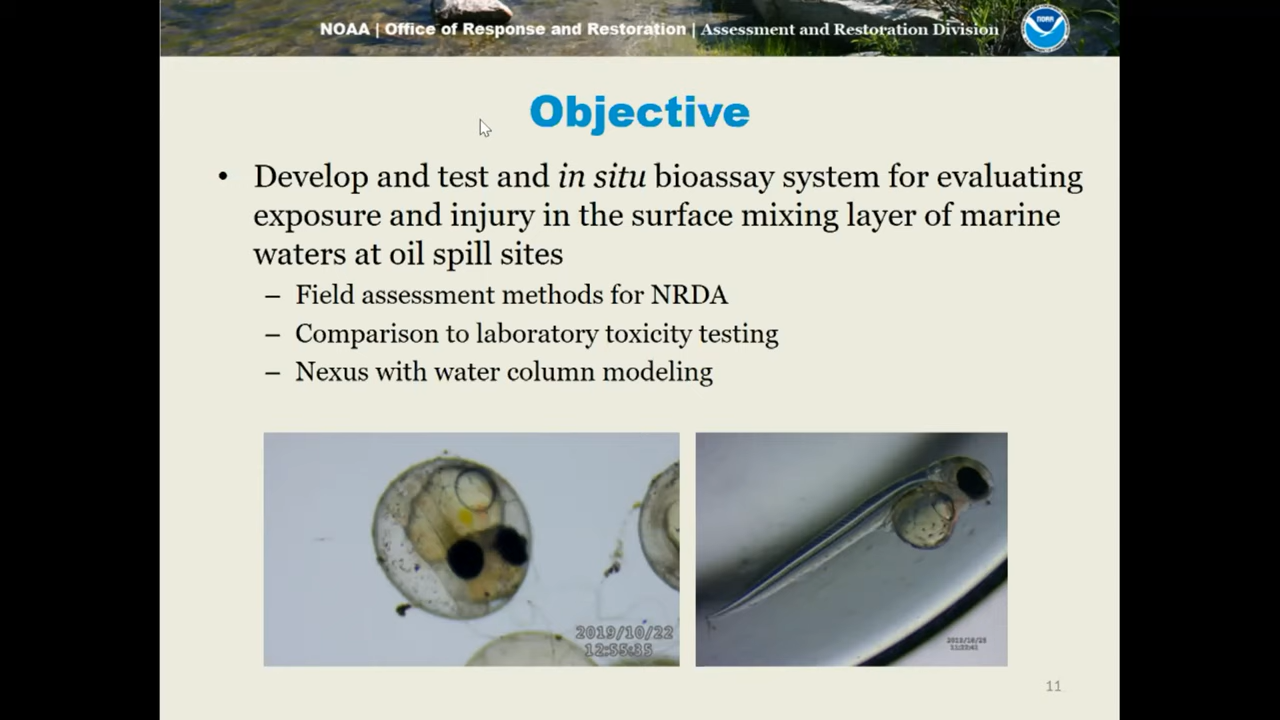 NOAA | Office of Response and Restoration | Assessment and Restoration Division
NOAA
Objective
• Develop and test and in situ bioassay system for evaluating
exposure and injury in the surface mixing layer of marine
waters at oil spill sites
– Field assessment methods for NRDA
– Comparison to laboratory toxicity testing
– Nexus with water column modeling
2019/10/22
12:55:35
11